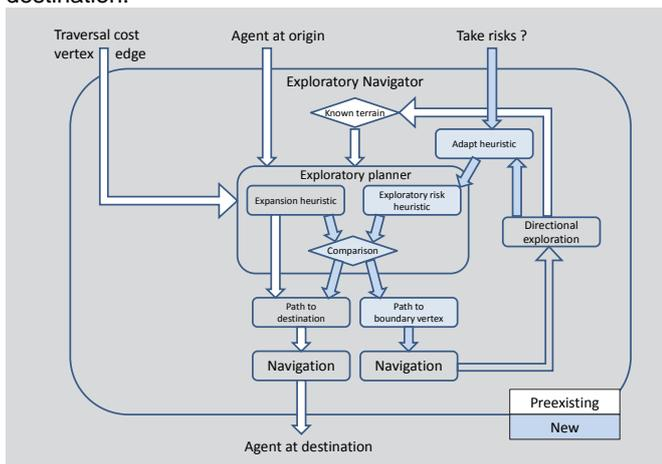 destination.
Traversal cost
vertex edge
Agent at origin
Take risks ?
Exploratory Navigator
Known terrain
Adapt heuristic
Exploratory planner
Expansion heuristic
Exploratory risk
heuristic
Directional
exploration
Comparison
Path to
destination
Path to
boundary vertex
Navigation
Navigation
Preexisting
New
Agent at destination